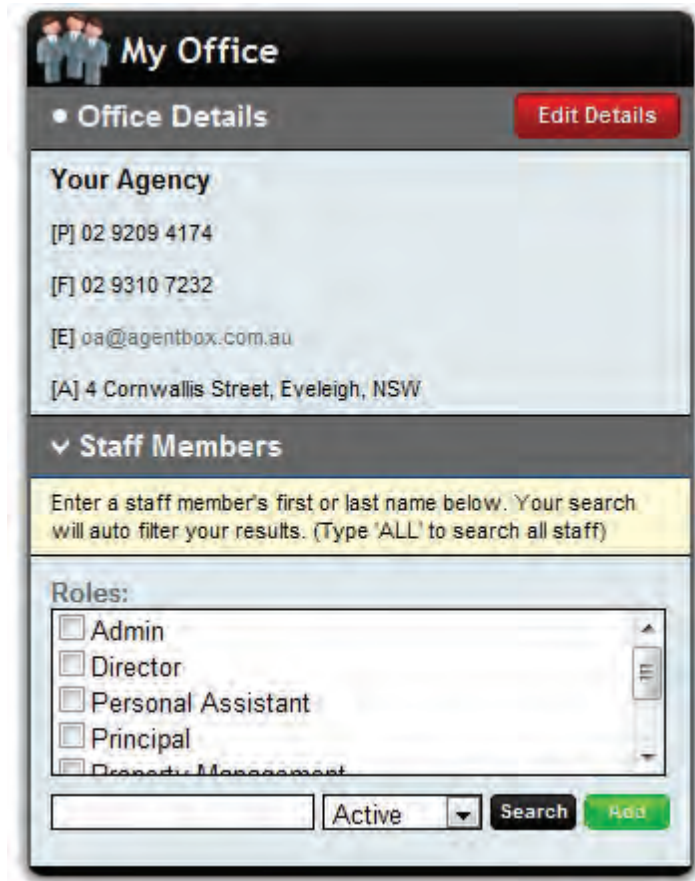 My Office
• Office Details
Edit Details
Your Agency
[P] 02 9209 4174
[F] 02 9310 7232
[E] oa@agentbox.com.au
[A] 4 Cornwallis Street, Eveleigh, NSW
Staff Members
Enter a staff member's first or last name below. Your search
will auto filter your results. (Type 'ALL' to search all staff)
Roles:
Admin
Director
Personal Assistant
Principal
Property Management
Active
Search
Add